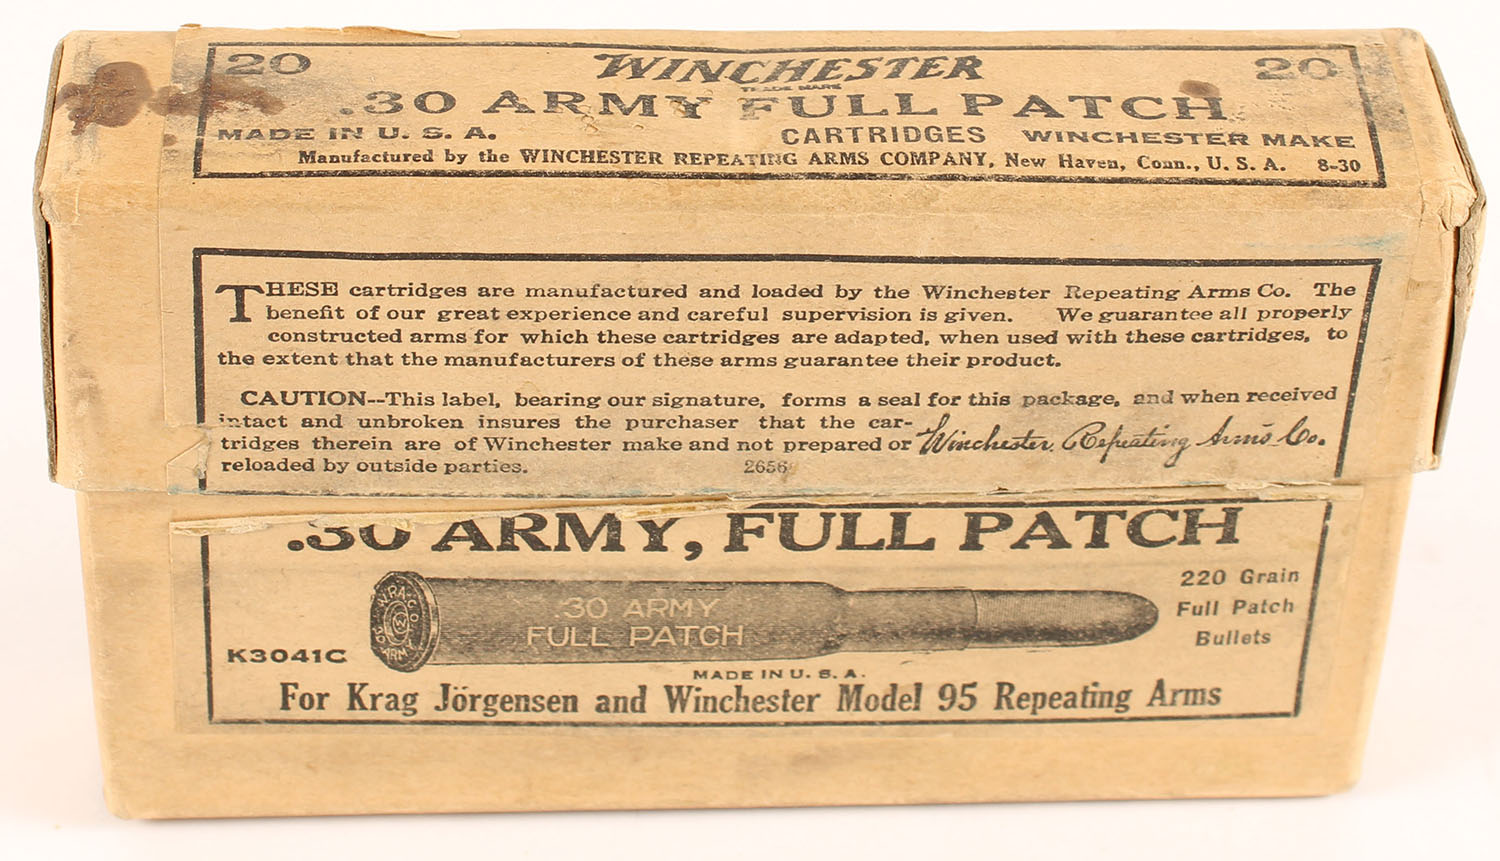 20 WINCHESTER 20
TRADE MARK
.30 ARMY FULL PATCH
MADE IN U. S. A. CARTRIDGES WINCHESTER MAKE
Manufactured by the WINCHESTER REPEATING ARMS COMPANY, New Haven, Conn., U. S. A. 8-30
THESE cartridges are manufactured and loaded by the Winchester Repeating Arms Co. The
benefit of our great experience and careful supervision is given. We guarantee all properly
constructed arms for which these cartridges are adapted, when used with these cartridges, to
the extent that the manufacturers of these arms guarantee their product.
CAUTION--This label, bearing our signature, forms a seal for this package, and when received
intact and unbroken insures the purchaser that the car-
tridges therein are of Winchester make and not prepared or Winchester Repeating Arms Co.
reloaded by outside parties. 2656
.30 ARMY, FULL PATCH
220 Grain
Full Patch
Bullets
W.R.A.CO.
30 ARMY
.30 ARMY
FULL PATCH
K3041C
MADE IN U. S. A.
For Krag Jörgensen and Winchester Model 95 Repeating Arms